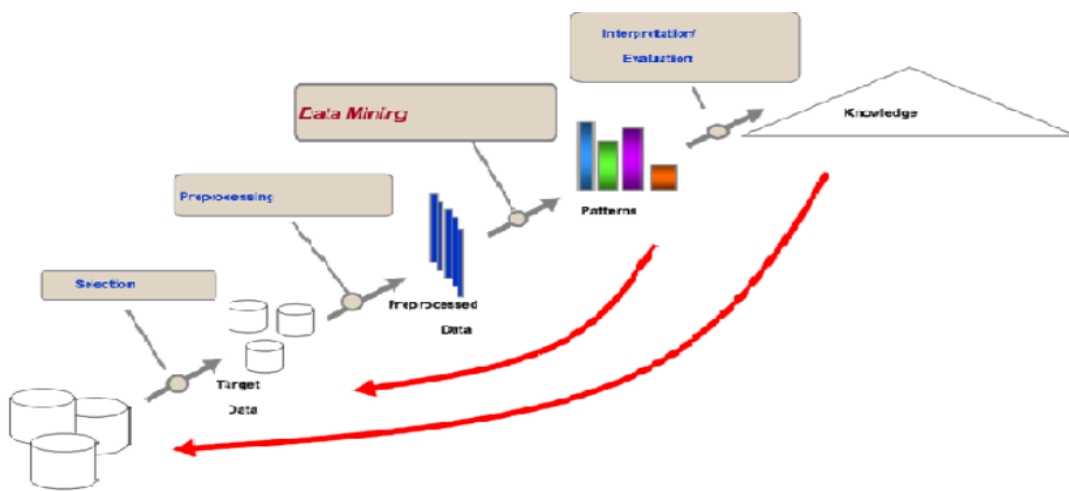 Interpretation/
Evaluation
Data Mining
Knowledge
Preprocessing
Patterns
Selection
Preprocessed
Data
Target
Data